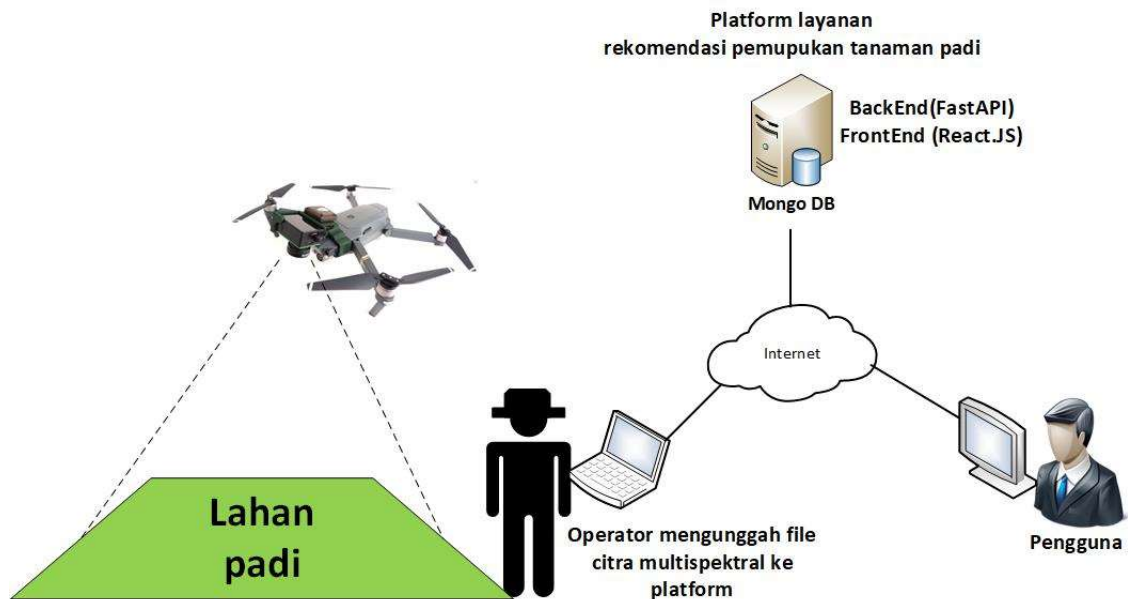 Platform layanan
rekomendasi pemupukan tanaman padi
BackEnd(FastAPI)
FrontEnd (React.JS)
Mongo DB
Internet
Lahan
padi
Operator mengunggah file
citra multispektral ke
platform
Pengguna